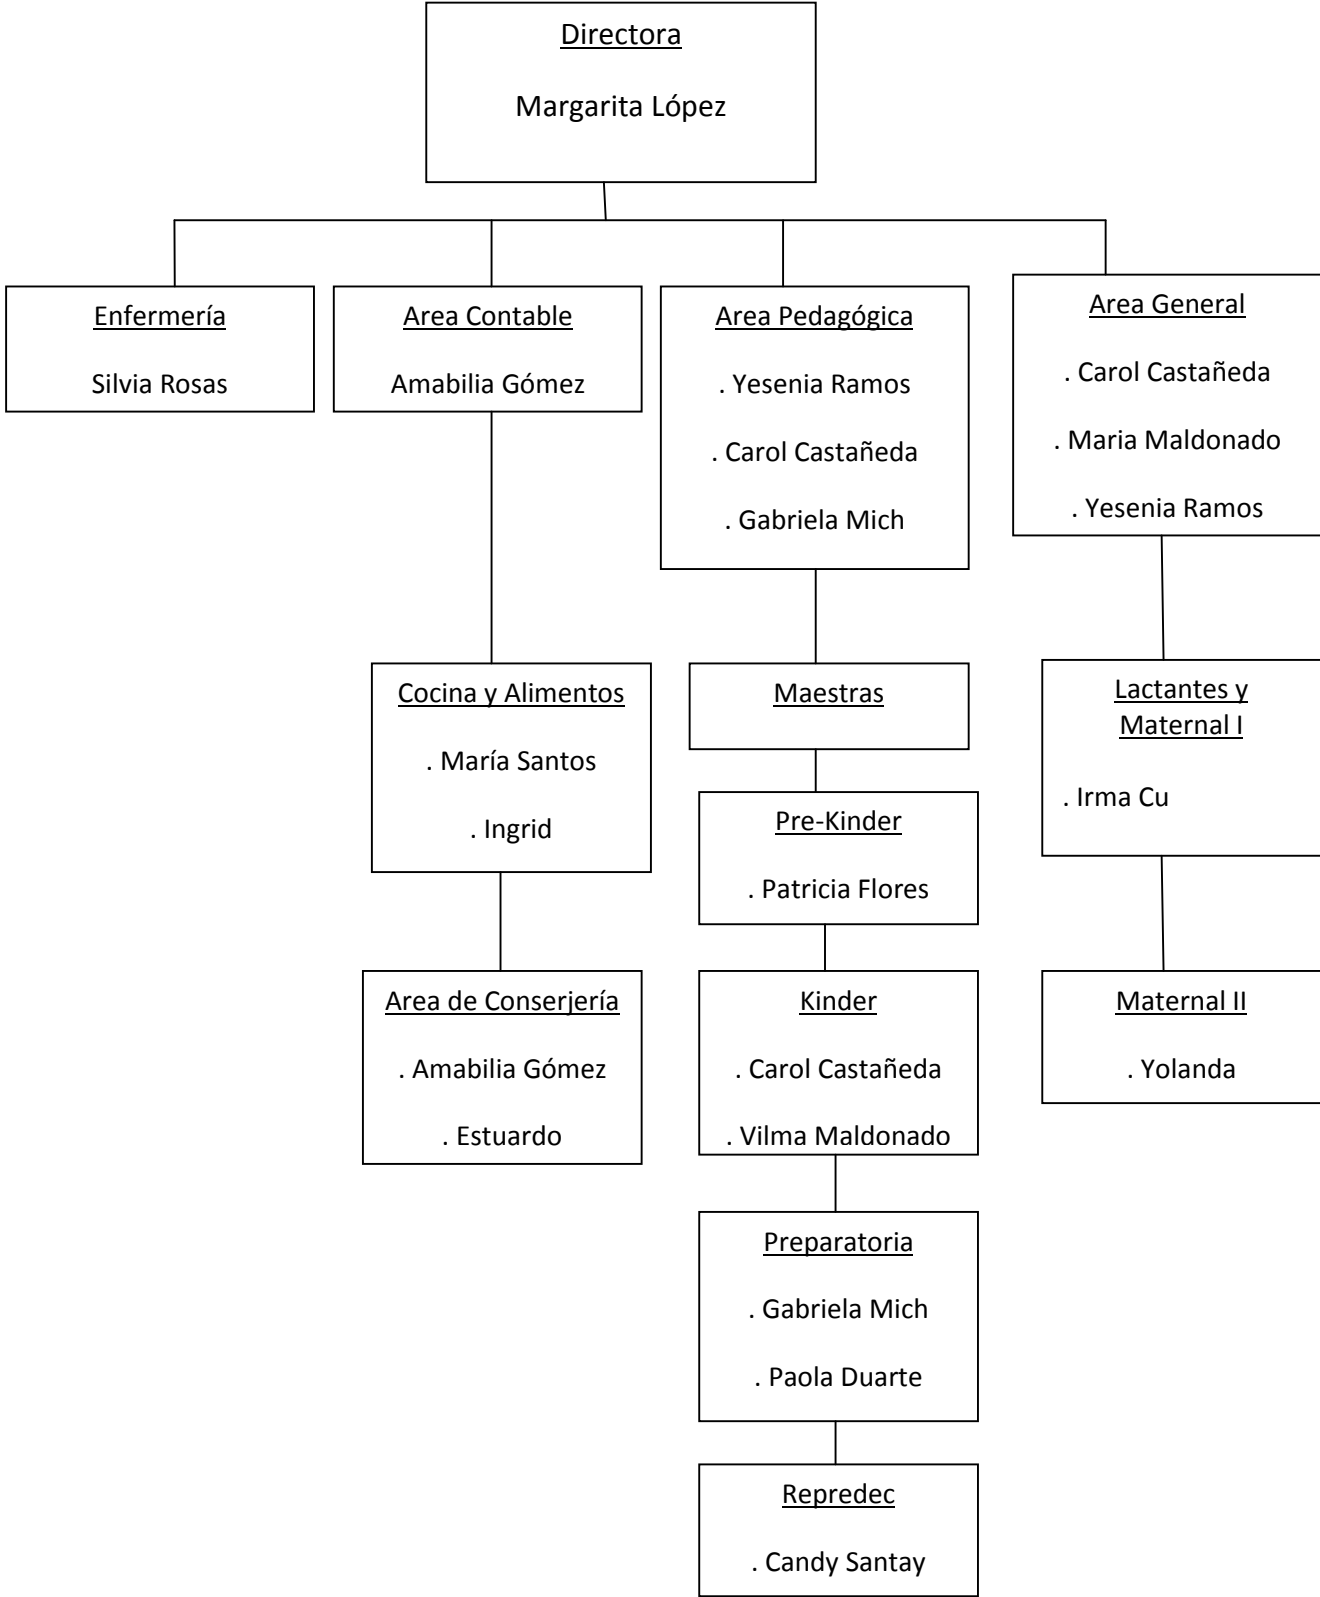 Directora
Margarita López
Enfermería
Silvia Rosas
Area Contable
Amabilia Gómez
Area Pedagógica
. Yesenia Ramos
. Carol Castañeda
. Gabriela Mich
Area General
. Carol Castañeda
. Maria Maldonado
. Yesenia Ramos
Cocina y Alimentos
. María Santos
. Ingrid
Maestras
Lactantes y
Maternal I
. Irma Cu
Pre-Kinder
. Patricia Flores
Area de Conserjería
. Amabilia Gómez
. Estuardo
Kinder
. Carol Castañeda
. Vilma Maldonado
Maternal II
. Yolanda
Preparatoria
. Gabriela Mich
. Paola Duarte
Repredec
. Candy Santay